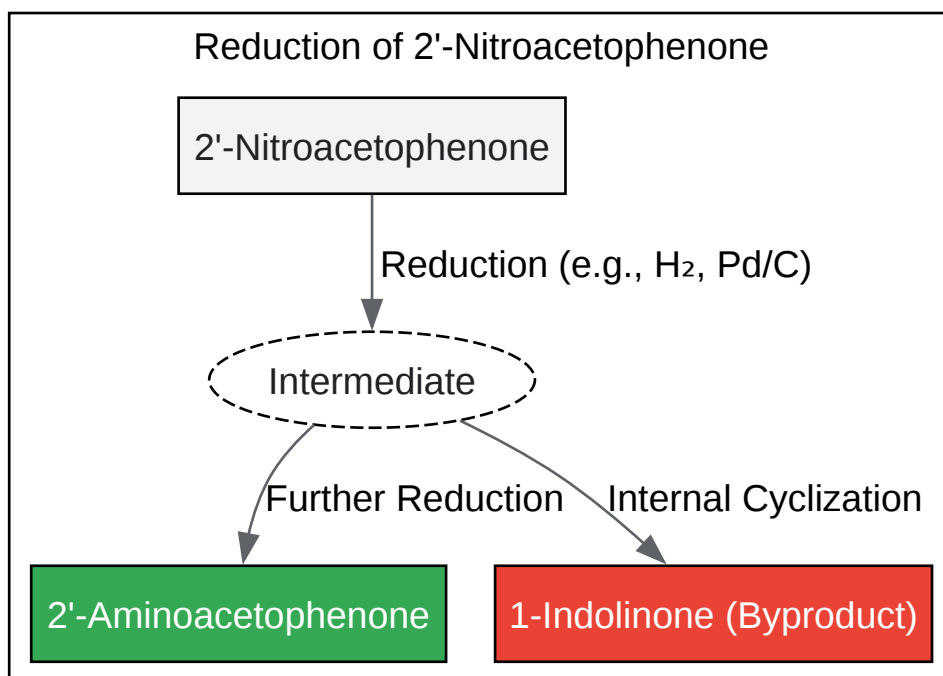 Reduction of 2'-Nitroacetophenone
2'-Nitroacetophenone
Reduction (e.g., H₂, Pd/C)
Intermediate
Further Reduction
Internal Cyclization
2'-Aminoacetophenone
1-Indolinone (Byproduct)